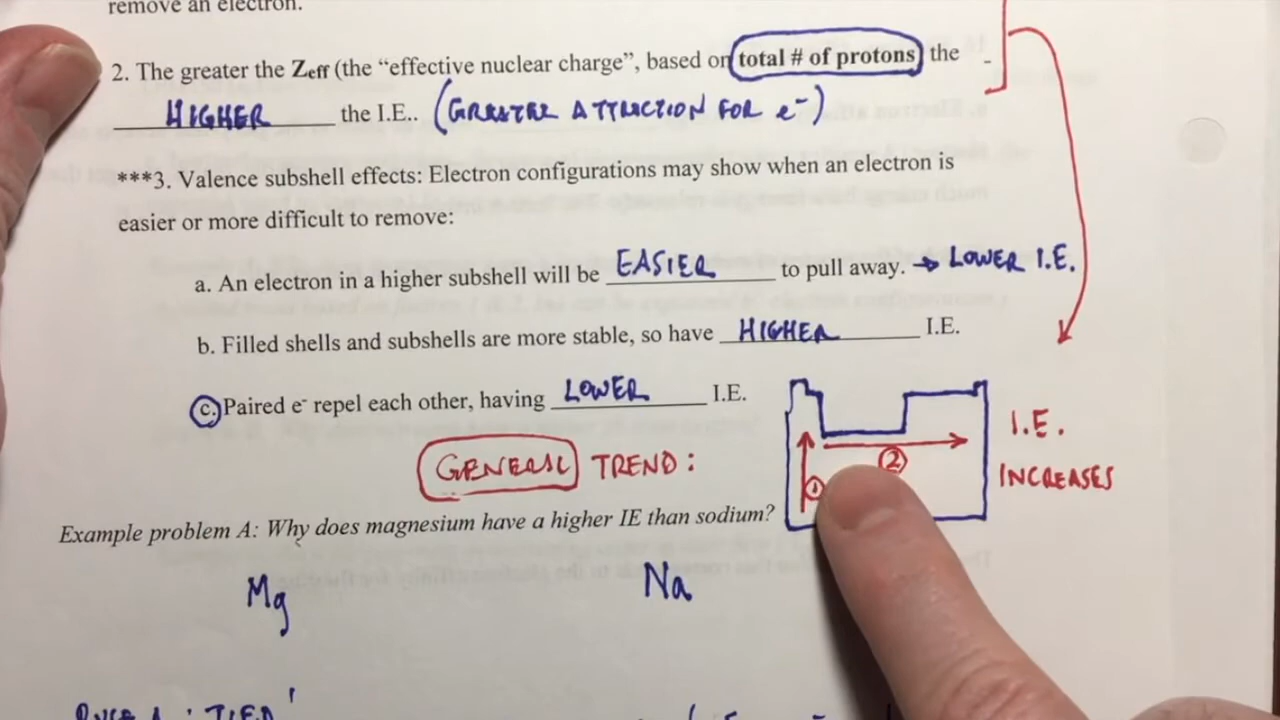 remove an electron.
2. The greater the Zeff (the “effective nuclear charge”, based on total # of protons) the
HIGHER the I.E.. (GREATER ATTRACTION FOR e⁻)
***3. Valence subshell effects: Electron configurations may show when an electron is
easier or more difficult to remove:
a. An electron in a higher subshell will be EASIER to pull away. → LOWER I.E.
b. Filled shells and subshells are more stable, so have HIGHER I.E.
c. Paired e⁻ repel each other, having LOWER I.E.
GENERAL TREND:
1
2
I.E.
INCREASES
Example problem A: Why does magnesium have a higher IE than sodium?
Mg Na